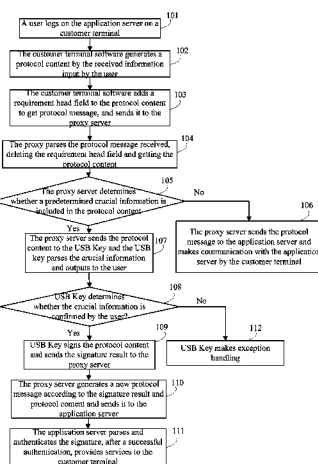 101
A user logs on the application server on a
customer terminal
102
The customer terminal software generates a
protocol content by the received information
input by the user
103
The customer terminal software adds a
requirement head field to the protocol content
to get protocol message, and sends it to the
proxy server
104
The proxy parses the protocol message received,
deleting the requirement head field and getting the
protocol content
105
The proxy server determines
whether a predetermined crucial information is
included in the protocol content
No
106
The proxy server sends the protocol
message to the application server and
makes communication with the application
server by the customer terminal
Yes
107
The proxy server sends the protocol
content to the USB Key and the USB
key parses the crucial information
and outputs to the user
108
USB Key determines
whether the crucial information is
confirmed by the user?
No
112
USB Key makes exception
handling
Yes
109
USB Key signs the protocol content
and sends the signature result to the
proxy server
110
The proxy server generates a new protocol
message according to the signature result and
protocol content and sends it to the
application server
111
The application server parses and
authenticates the signature, after a successful
authentication, provides services to the
customer terminal